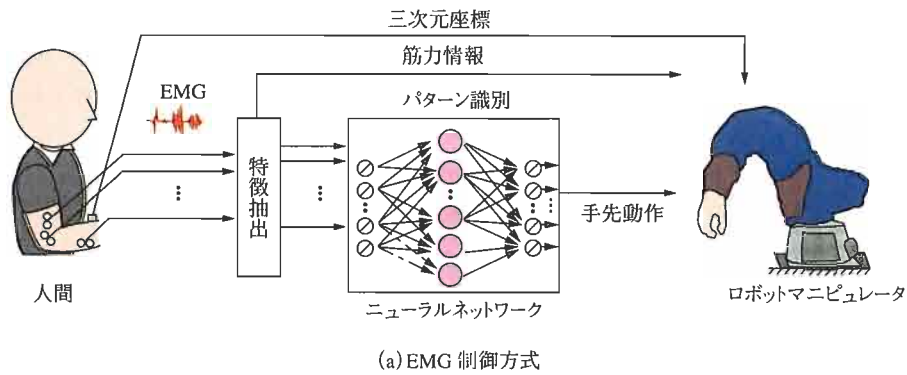 三次元座標
筋力情報
EMG
パターン識別
特徴抽出
手先動作
人間
ニューラルネットワーク
ロボットマニピュレータ
(a) EMG 制御方式